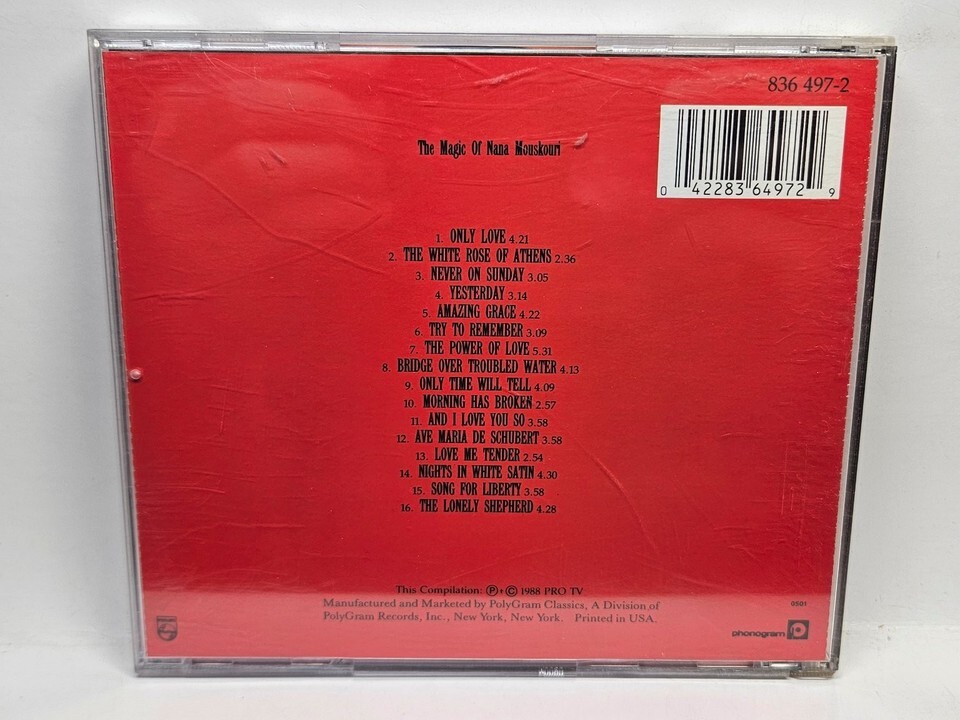 836 497-2
0 42283 64972 9
The Magic Of Nana Mouskouri
1. ONLY LOVE 4.21
2. THE WHITE ROSE OF ATHENS 2.36
3. NEVER ON SUNDAY 3.05
4. YESTERDAY 3.14
5. AMAZING GRACE 4.22
6. TRY TO REMEMBER 3.09
7. THE POWER OF LOVE 5.31
8. BRIDGE OVER TROUBLED WATER 4.13
9. ONLY TIME WILL TELL 4.09
10. MORNING HAS BROKEN 2.57
11. AND I LOVE YOU SO 3.58
12. AVE MARIA DE SCHUBERT 3.58
13. LOVE ME TENDER 2.54
14. NIGHTS IN WHITE SATIN 4.30
15. SONG FOR LIBERTY 3.58
16. THE LONELY SHEPHERD 4.28
This Compilation: ℗+© 1988 PRO TV
Manufactured and Marketed by PolyGram Classics, A Division of
PolyGram Records, Inc., New York, New York. Printed in USA.
0501
phonogram